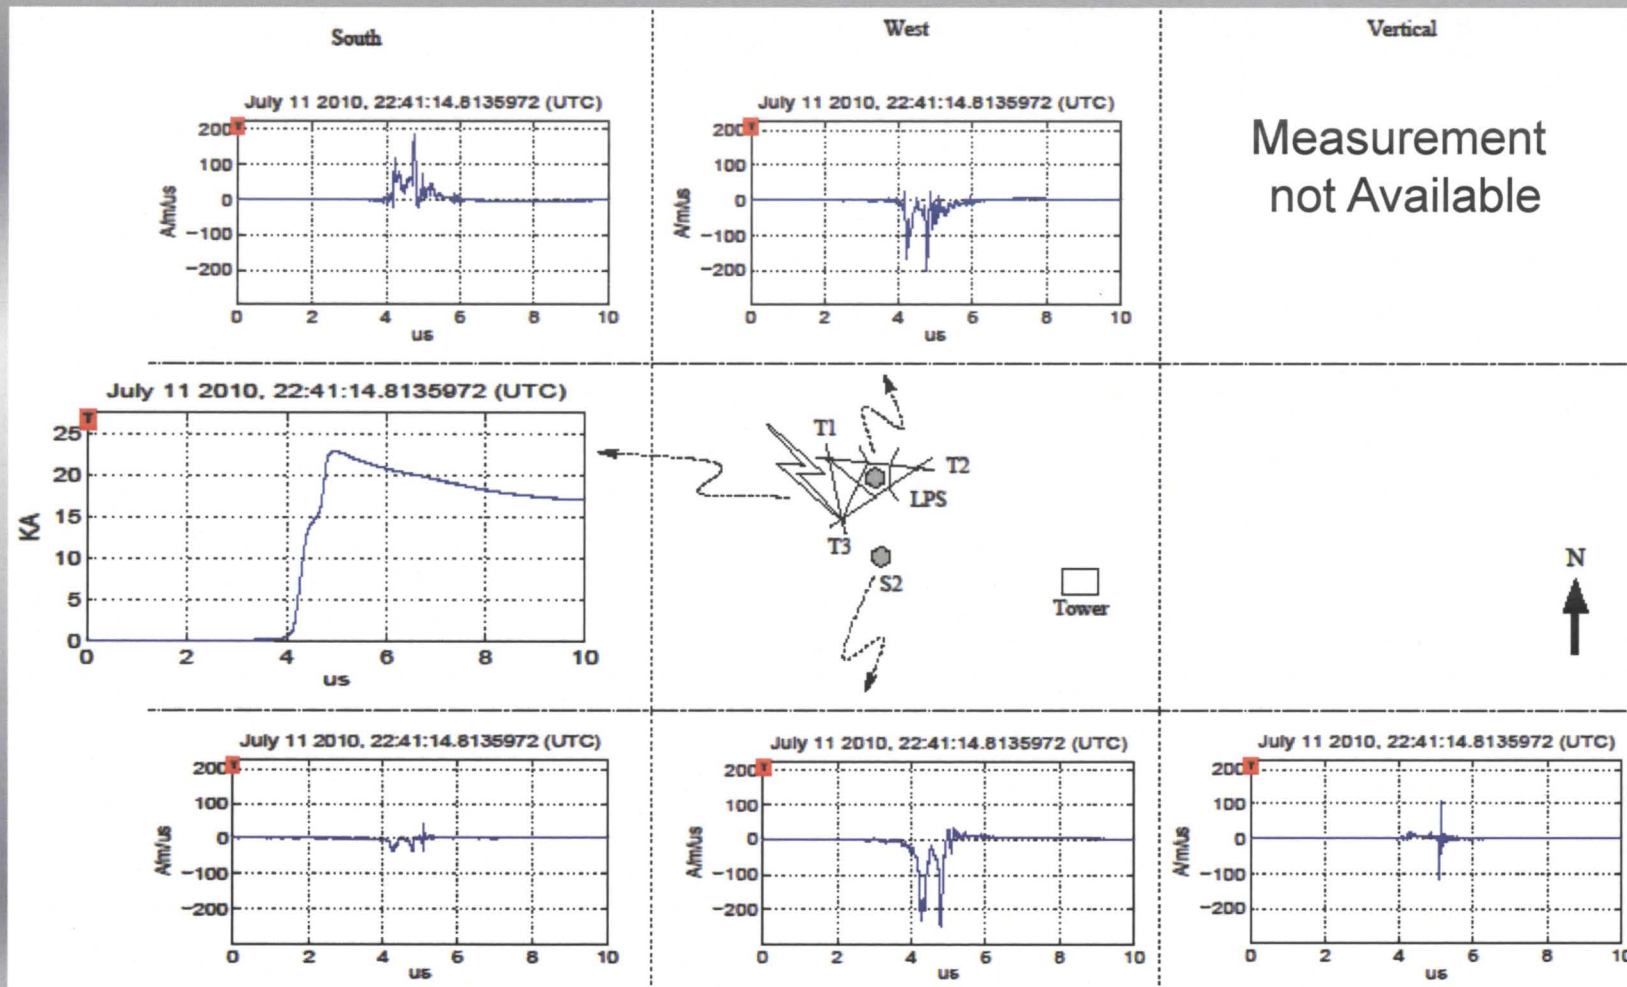 South
West
Vertical
July 11 2010, 22:41:14.8135972 (UTC)
200
100
0
−100
−200
A/m/us
0 2 4 6 8 10
us
T
July 11 2010, 22:41:14.8135972 (UTC)
200
100
0
−100
−200
A/m/us
0 2 4 6 8 10
us
T
Measurement
not Available
July 11 2010, 22:41:14.8135972 (UTC)
T
25
20
15
10
5
0
KA
0 2 4 6 8 10
us
T1
T2
LPS
T3
S2
Tower
N
July 11 2010, 22:41:14.8135972 (UTC)
200
100
0
−100
−200
A/m/us
0 2 4 6 8 10
us
T
July 11 2010, 22:41:14.8135972 (UTC)
200
100
0
−100
−200
A/m/us
0 2 4 6 8 10
us
T
July 11 2010, 22:41:14.8135972 (UTC)
200
100
0
−100
−200
A/m/us
0 2 4 6 8 10
us
T